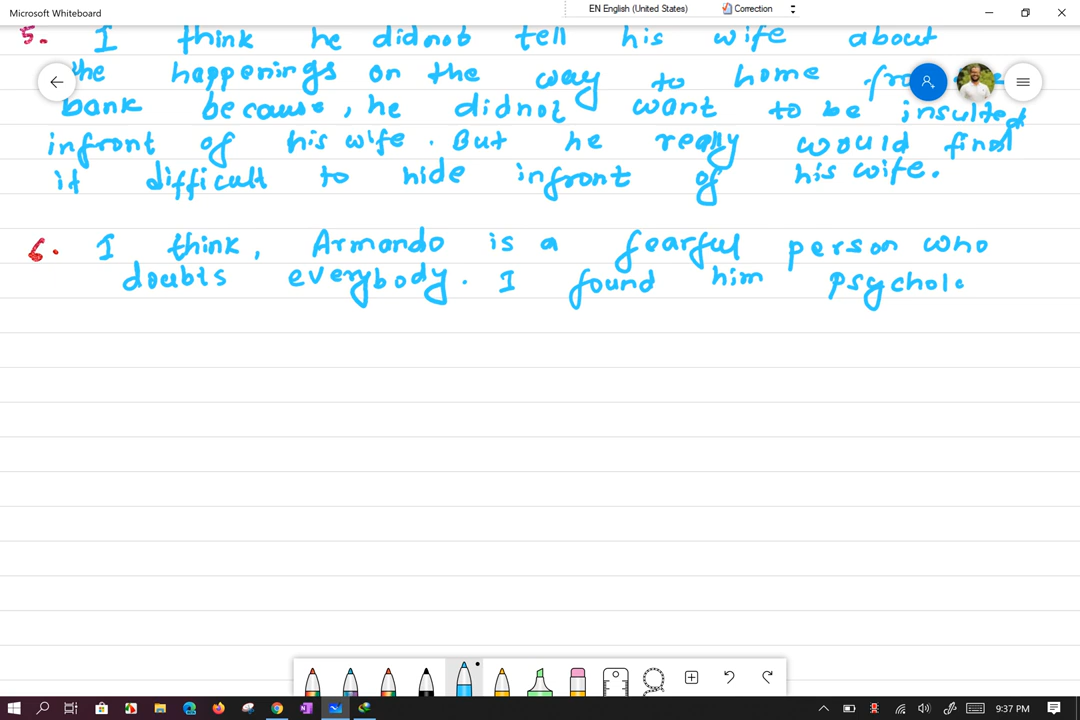 Microsoft Whiteboard
EN English (United States) Correction
5. I think he didnot tell his wife about
the happenings on the way to home
bank because, he didnot want to be insulted
infront of his wife. But he really would find
it difficult to hide infront of his wife.
6. I think, Armando is a fearful person who
doubts everybody. I found him psycholo
9:37 PM